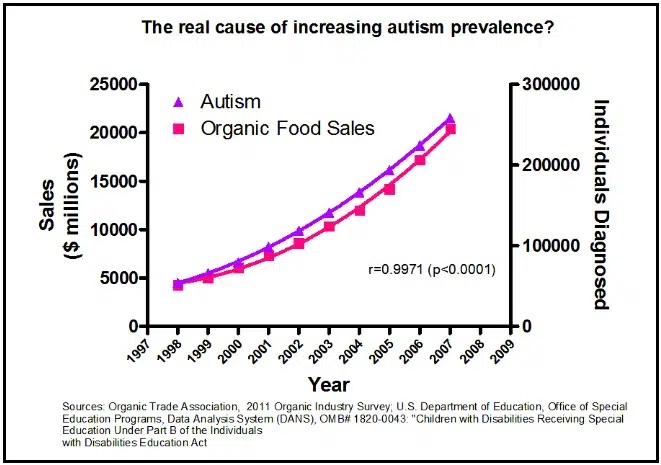 The real cause of increasing autism prevalence?
25000
20000
15000
10000
5000
0
Sales
($ millions)
Autism
Organic Food Sales
r=0.9971 (p<0.0001)
300000
200000
100000
0
Individuals Diagnosed
1997
1998
1999
2000
2001
2002
2003
2004
2005
2006
2007
2008
2009
Year
Sources: Organic Trade Association, 2011 Organic Industry Survey; U.S. Department of Education, Office of Special
Education Programs, Data Analysis System (DANS), OMB# 1820-0043: "Children with Disabilities Receiving Special
Education Under Part B of the Individuals
with Disabilities Education Act